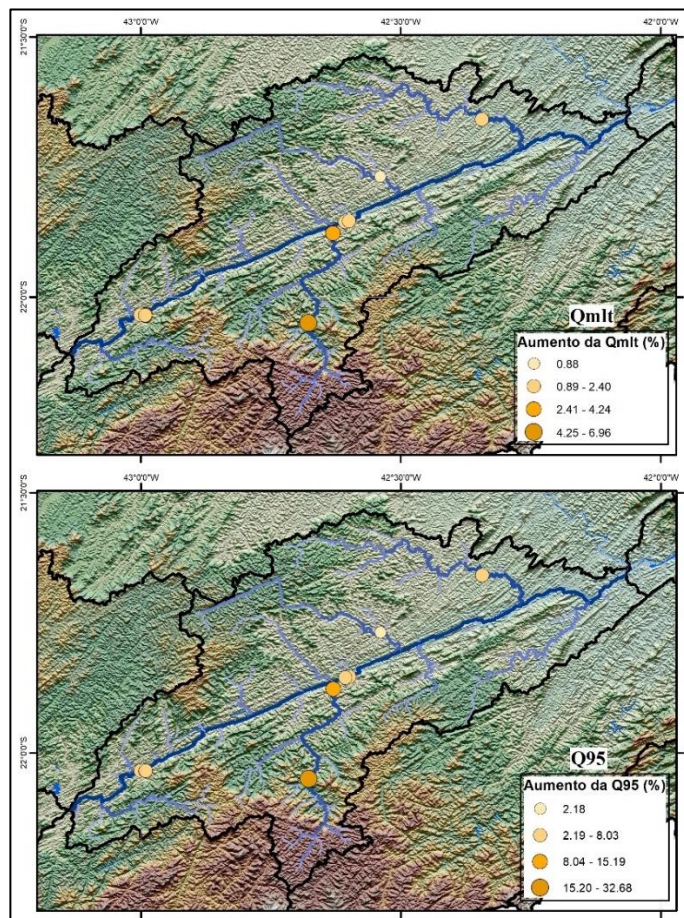 43°0'0"W
42°30'0"W
42°0'0"W
21°30'0"S
22°0'0"S
Qmlt
Aumento da Qmlt (%)
0.88
0.89 - 2.40
2.41 - 4.24
4.25 - 6.96
43°0'0"W
42°30'0"W
42°0'0"W
21°30'0"S
22°0'0"S
Q95
Aumento da Q95 (%)
2.18
2.19 - 8.03
8.04 - 15.19
15.20 - 32.68